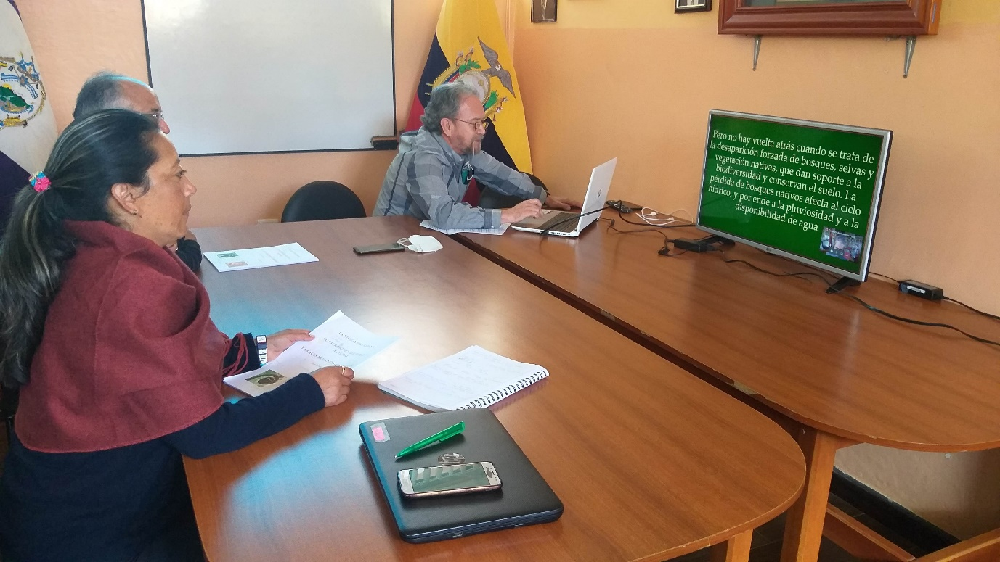 Pero no hay vuelta atrás cuando se trata de
la desaparición forzada de bosques, selvas y
vegetación nativas, que dan soporte a la
biodiversidad y conservan el suelo. La
pérdida de bosques nativos afecta al ciclo
hídrico, y por ende a la pluviosidad y a la
disponibilidad de agua